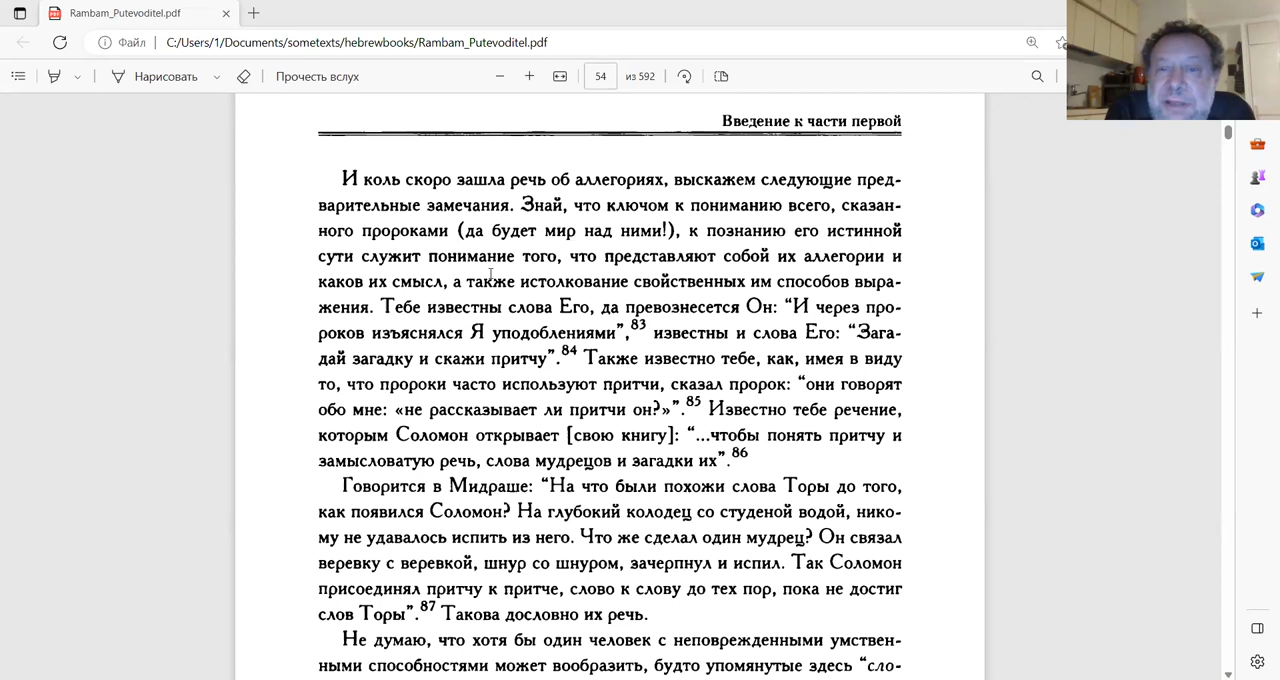 Rambam_Putevoditel.pdf
Файл
C:/Users/1/Documents/sometexts/hebrewbooks/Rambam_Putevoditel.pdf
Нарисовать
Прочесть вслух
54 из 592
Введение к части первой
И коль скоро зашла речь об аллегориях, выскажем следующие пред-
варительные замечания. Знай, что ключом к пониманию всего, сказан-
ного пророками (да будет мир над ними!), к познанию его истинной
сути служит понимание того, что представляют собой их аллегории и
каков их смысл, а также истолкование свойственных им способов выра-
жения. Тебе известны слова Его, да превознесется Он: “И через про-
роков изъяснялся Я уподоблениями”,83 известны и слова Его: “Зага-
дай загадку и скажи притчу”.84 Также известно тебе, как, имея в виду
то, что пророки часто используют притчи, сказал пророк: “они говорят
обо мне: «не рассказывает ли притчи он?»”.85 Известно тебе речение,
которым Соломон открывает [свою книгу]: “...чтобы понять притчу и
замысловатую речь, слова мудрецов и загадки их”.86
Говорится в Мидраше: “На что были похожи слова Торы до того,
как появился Соломон? На глубокий колодец со студеной водой, нико-
му не удавалось испить из него. Что же сделал один мудрец? Он связал
веревку с веревкой, шнур со шнуром, зачерпнул и испил. Так Соломон
присоединял притчу к притче, слово к слову до тех пор, пока не достиг
слов Торы”.87 Такова дословно их речь.
Не думаю, что хотя бы один человек с неповрежденными умствен-
ными способностями может вообразить, будто упомянутые здесь “сло-